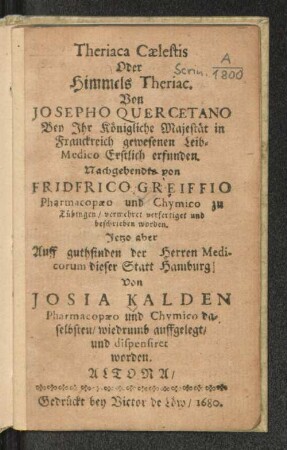 Theriaca Cælestis
Oder
Himmels Theriac.
Von
JOSEPHO QUERCETANO
Bey Ihr Königliche Majestät in
Franckreich gewesenen Leib-
Medico Erstlich erfunden.
Nachgehendts von
FRIDFRICO GREIFFIO
Pharmacopæo und Chymico zu
Tübingen / vermehret verfertiget und
beschrieben worden.
Jetzo aber
Auff guthfinden der Herren Medi-
corum dieser Statt Hamburg /
Von
JOSIA KALDEN
Pharmacopæo und Chymico da-
selbsten / wiedrumb auffgelegt /
und dispensiret
worden.
ALTONA /
Gedrückt bey Victor de Löw / 1680.
A
Scrin. 1800